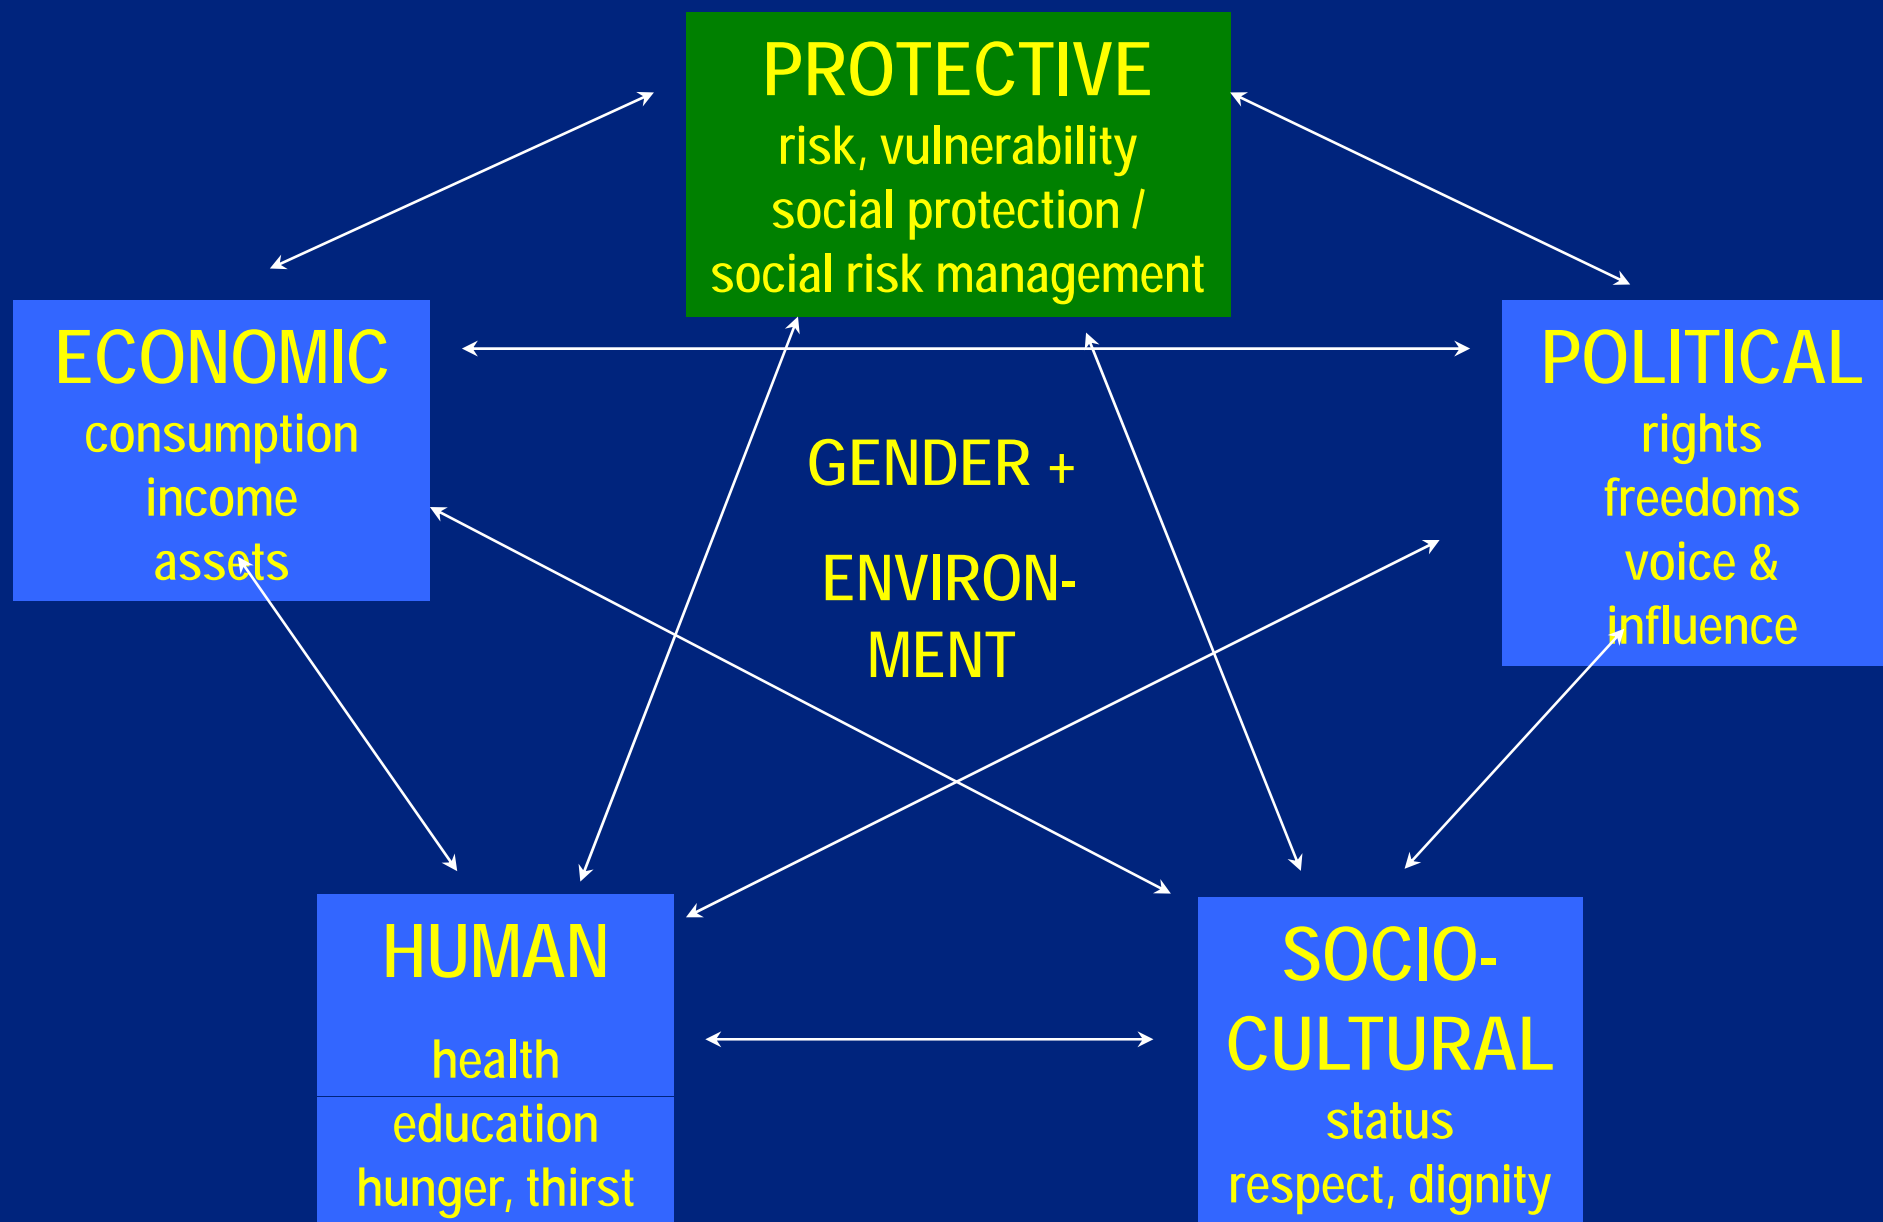 PROTECTIVE
risk, vulnerability
social protection /
social risk management
ECONOMIC
consumption
income
assets
POLITICAL
rights
freedoms
voice &
influence
GENDER +
ENVIRON-
MENT
HUMAN
health
education
hunger, thirst
SOCIO-
CULTURAL
status
respect, dignity